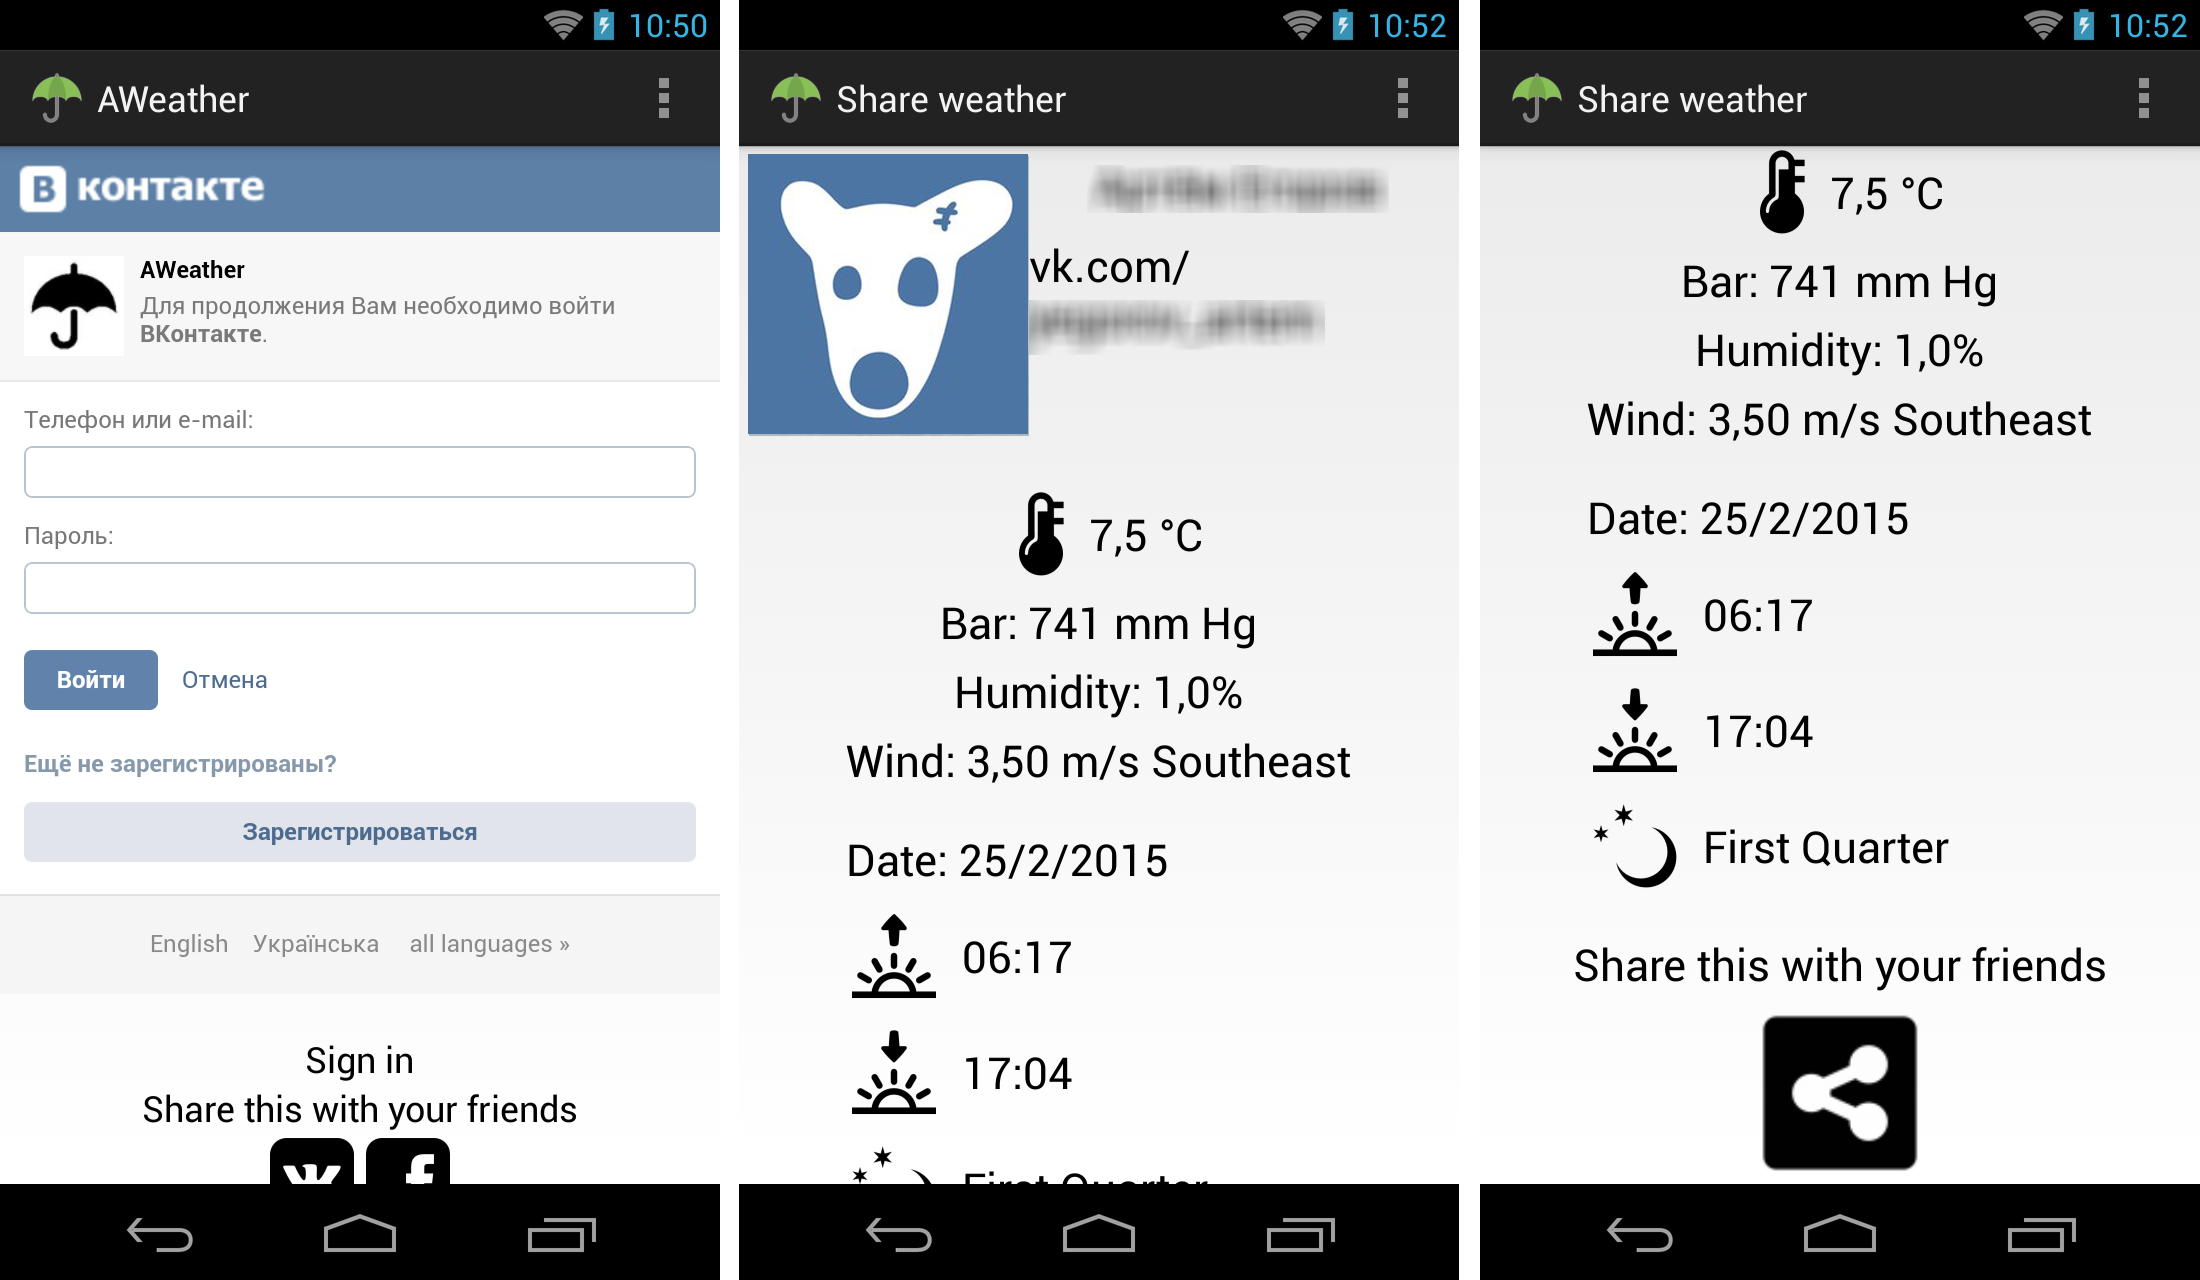 10:50
AWeather
В контакте
AWeather
Для продолжения Вам необходимо войти
ВКонтакте.
Телефон или e-mail:
Пароль:
Войти Отмена
Ещё не зарегистрированы?
Зарегистрироваться
English Українська all languages »
Sign in
Share this with your friends
10:52
Share weather
vk.com/
7,5 °C
Bar: 741 mm Hg
Humidity: 1,0%
Wind: 3,50 m/s Southeast
Date: 25/2/2015
06:17
17:04
First Quarter
10:52
Share weather
7,5 °C
Bar: 741 mm Hg
Humidity: 1,0%
Wind: 3,50 m/s Southeast
Date: 25/2/2015
06:17
17:04
First Quarter
Share this with your friends